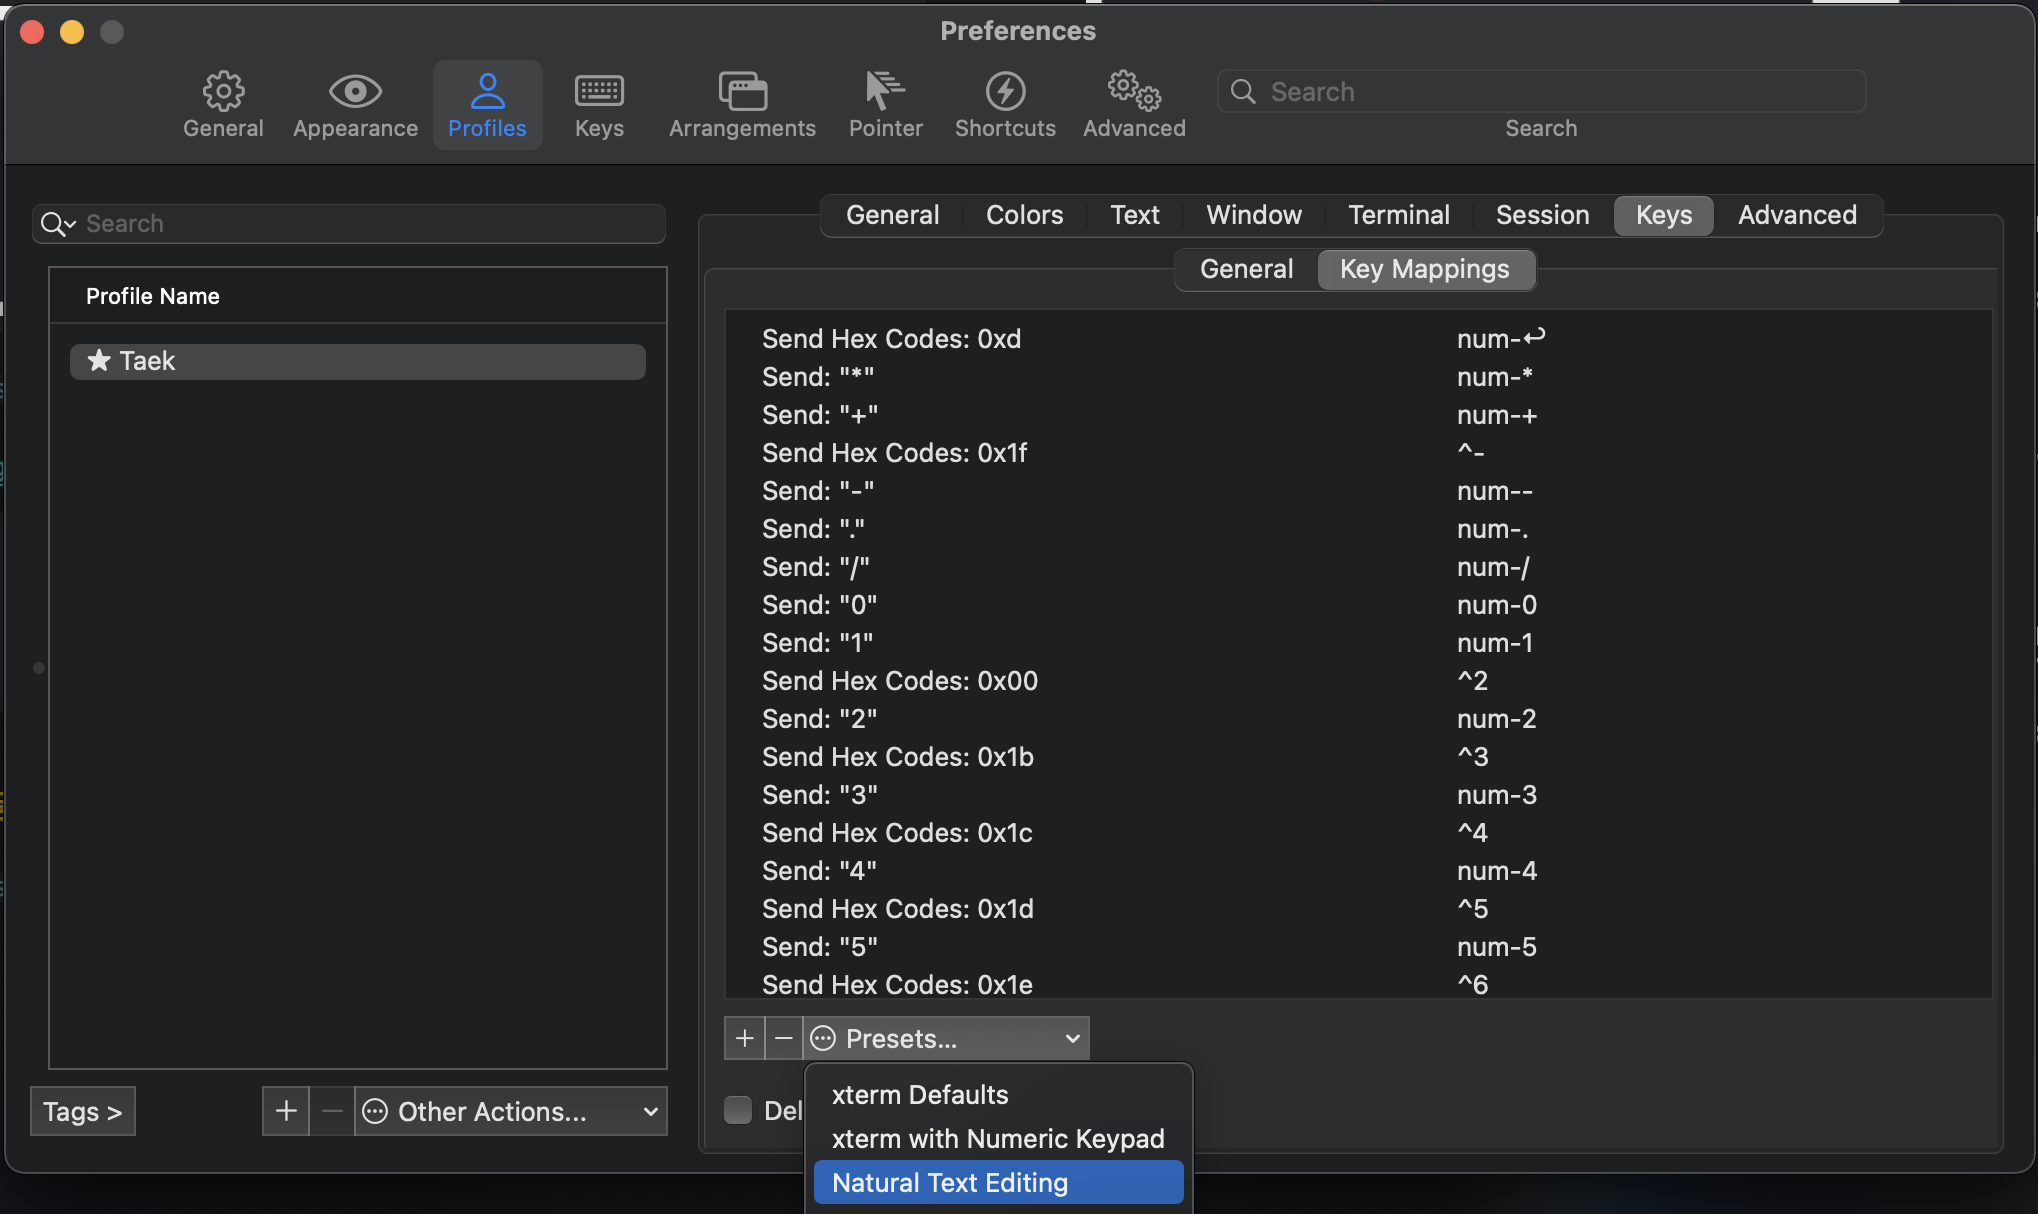 Preferences
General
Appearance
Profiles
Keys
Arrangements
Pointer
Shortcuts
Advanced
Search
Search
Search
Profile Name
★ Taek
Tags >
+
−
Other Actions...
General
Colors
Text
Window
Terminal
Session
Keys
Advanced
General
Key Mappings
Send Hex Codes: 0xd num-↩
Send: "*" num-*
Send: "+" num-+
Send Hex Codes: 0x1f ^-
Send: "-" num--
Send: "." num-.
Send: "/" num-/
Send: "0" num-0
Send: "1" num-1
Send Hex Codes: 0x00 ^2
Send: "2" num-2
Send Hex Codes: 0x1b ^3
Send: "3" num-3
Send Hex Codes: 0x1c ^4
Send: "4" num-4
Send Hex Codes: 0x1d ^5
Send: "5" num-5
Send Hex Codes: 0x1e ^6
+
−
Presets...
Del
xterm Defaults
xterm with Numeric Keypad
Natural Text Editing